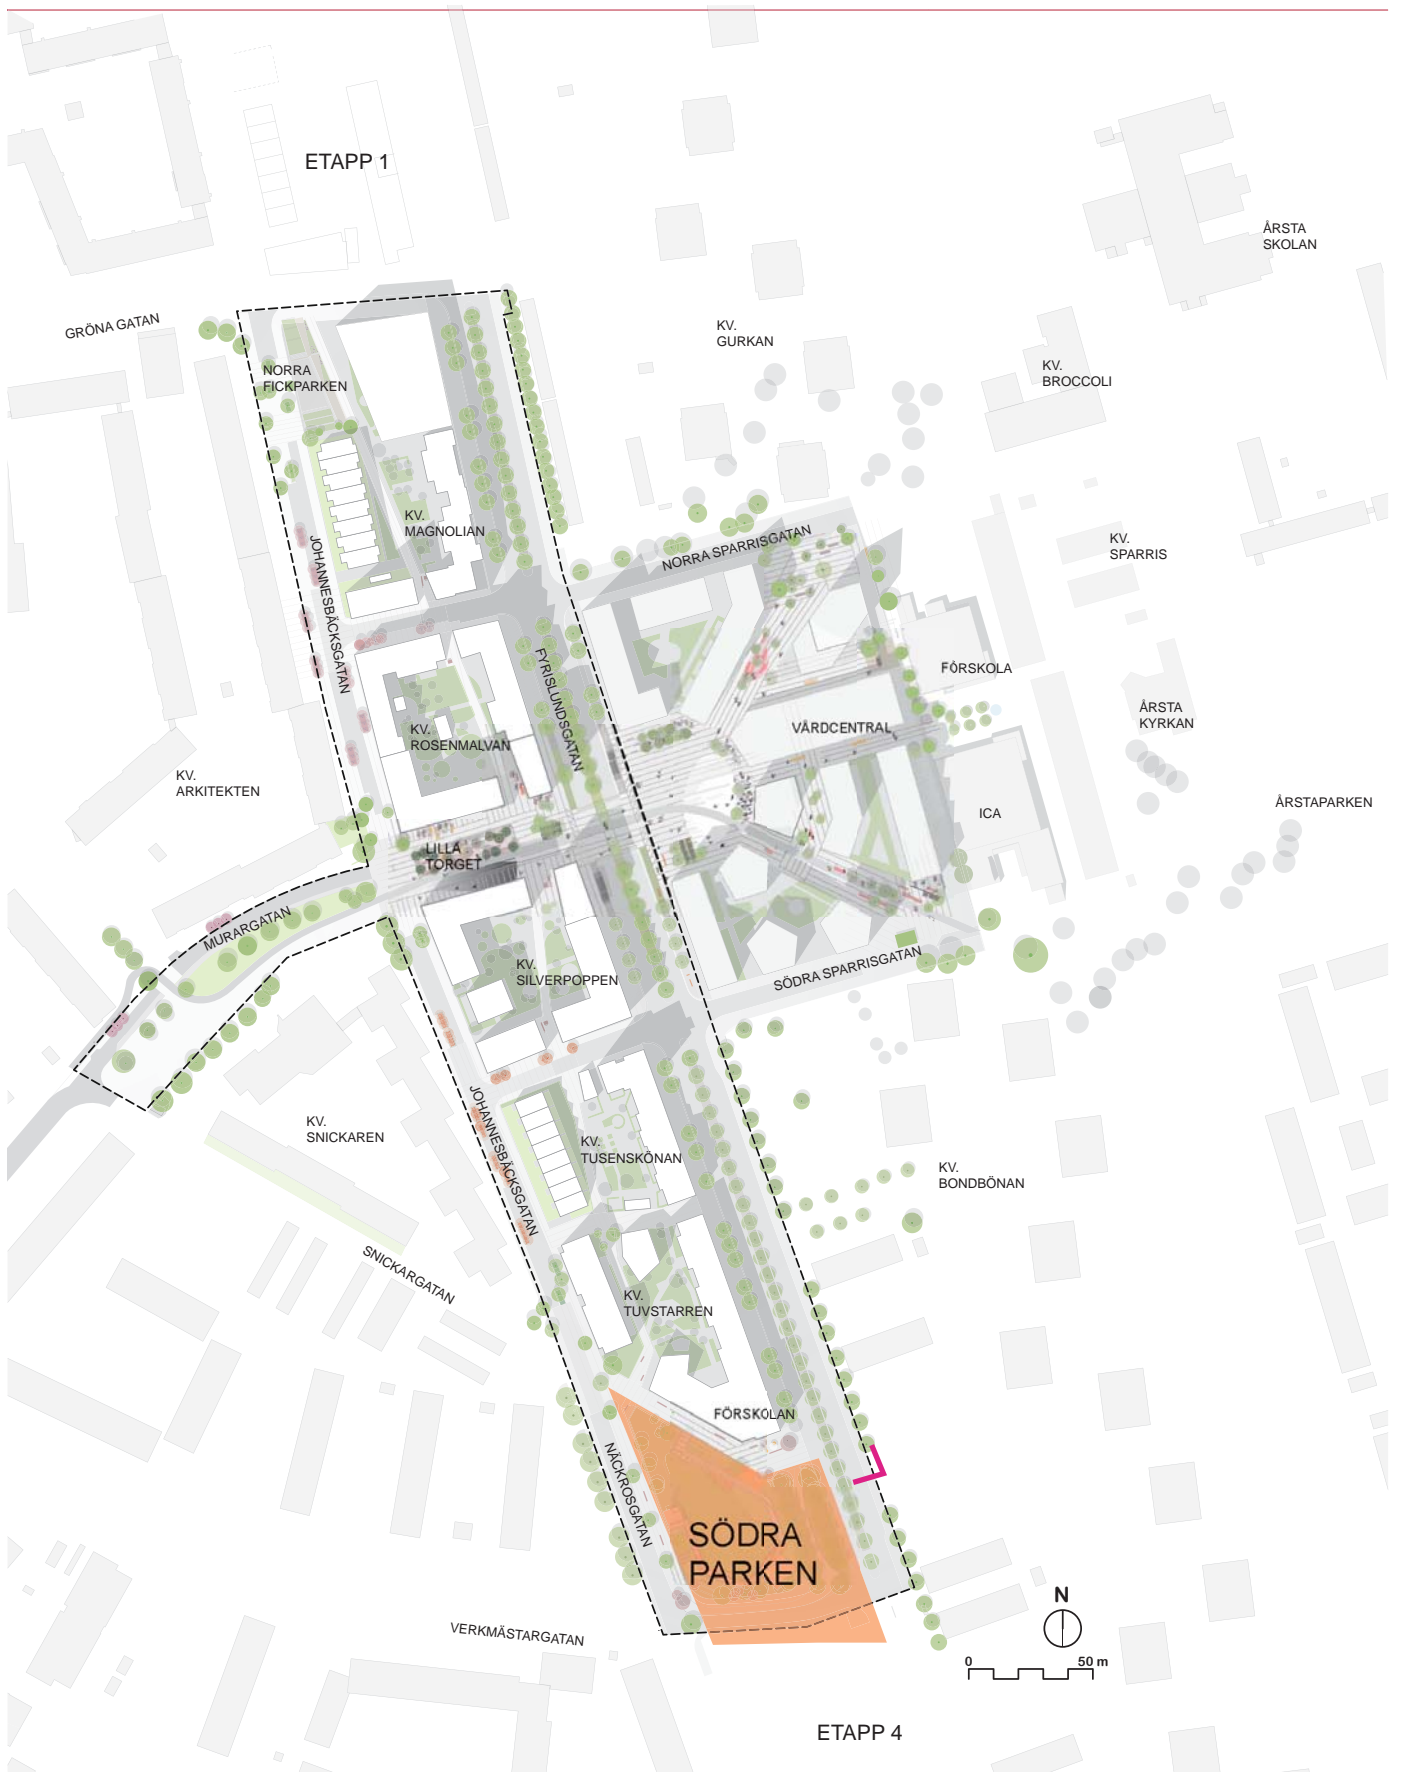 ETAPP 1
ÅRSTA
SKOLAN
GRÖNA GATAN
KV.
GURKAN
NORRA
FICKPARKEN
KV.
BROCCOLI
KV.
MAGNOLIAN
NORRA SPARRISGATAN
KV.
SPARRIS
JOHANNESBÄCKSGATAN
FYRISLUNDSGATAN
FÖRSKOLA
KV.
ROSENMALVAN
VÅRDCENTRAL
ÅRSTA
KYRKAN
KV.
ARKITEKTEN
ICA
ÅRSTAPARKEN
LILLA
TORGET
MURARGATAN
KV.
SILVERPOPPEN
SÖDRA SPARRISGATAN
KV.
SNICKAREN
JOHANNESBÄCKSGATAN
KV.
TUSENSKÖNAN
KV.
BONDBÖNAN
SNICKARGATAN
KV.
TUVSTARREN
FÖRSKOLAN
NÄCKROSGATAN
SÖDRA
PARKEN
VERKMÄSTARGATAN
N
0 50 m
ETAPP 4